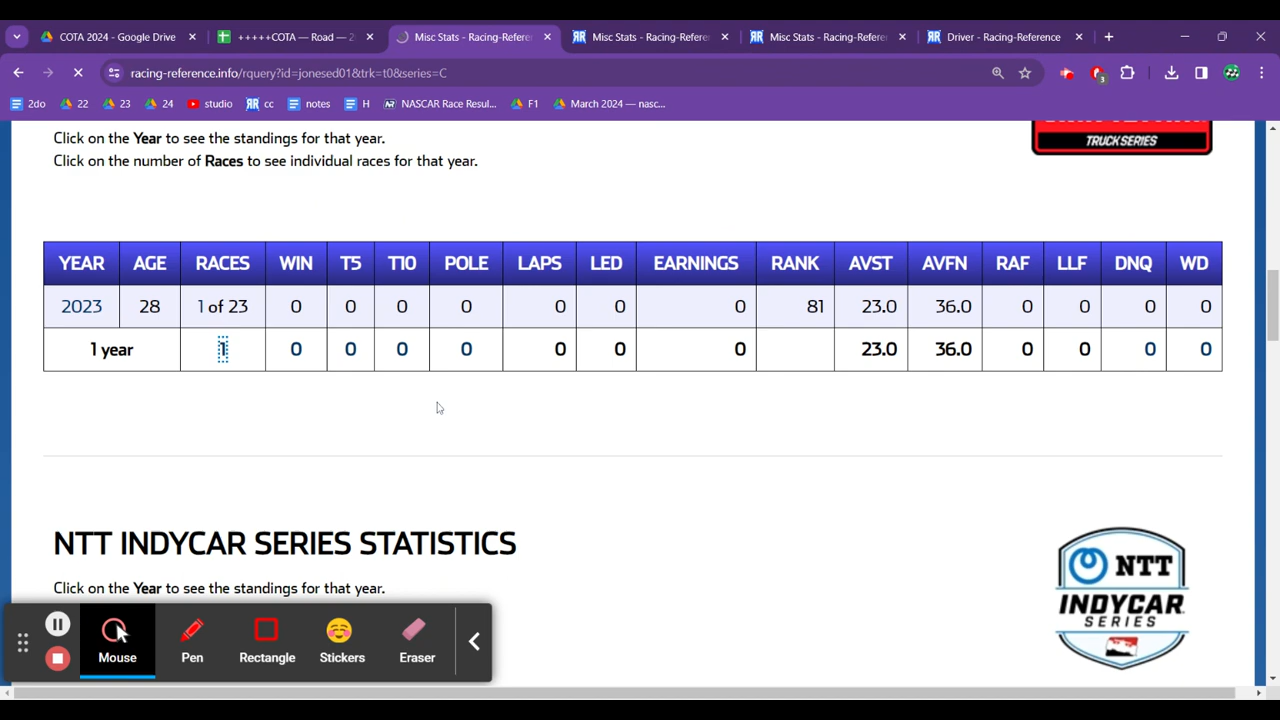 COTA 2024 - Google Drive
+++++COTA — Road — 2
Misc Stats - Racing-Refere
Misc Stats - Racing-Refere
Misc Stats - Racing-Refere
Driver - Racing-Reference
racing-reference.info/rquery?id=jonesed01&trk=t0&series=C
2do 22 23 24 studio RR cc notes H NASCAR Race Resul... F1 March 2024 — nasc...
Click on the Year to see the standings for that year.
Click on the number of Races to see individual races for that year.
TRUCK SERIES
YEAR AGE RACES WIN T5 T10 POLE LAPS LED EARNINGS RANK AVST AVFN RAF LLF DNQ WD
2023 28 1 of 23 0 0 0 0 0 0 0 81 23.0 36.0 0 0 0 0
1 year 1 0 0 0 0 0 0 0 23.0 36.0 0 0 0 0
NTT INDYCAR SERIES STATISTICS
Click on the Year to see the standings for that year.
NTT
INDYCAR
SERIES
Mouse Pen Rectangle Stickers Eraser